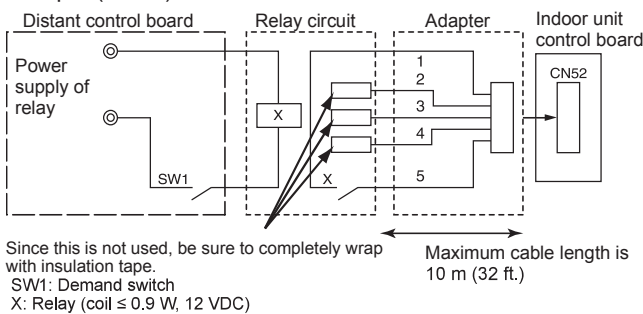 Distant control board
Relay circuit
Adapter
Indoor unit
control board
Power
supply of
relay
CN52
1
2
3
4
5
X
SW1
X
Since this is not used, be sure to completely wrap
with insulation tape.
SW1: Demand switch
X: Relay (coil ≤ 0.9 W, 12 VDC)
Maximum cable length is
10 m (32 ft.)